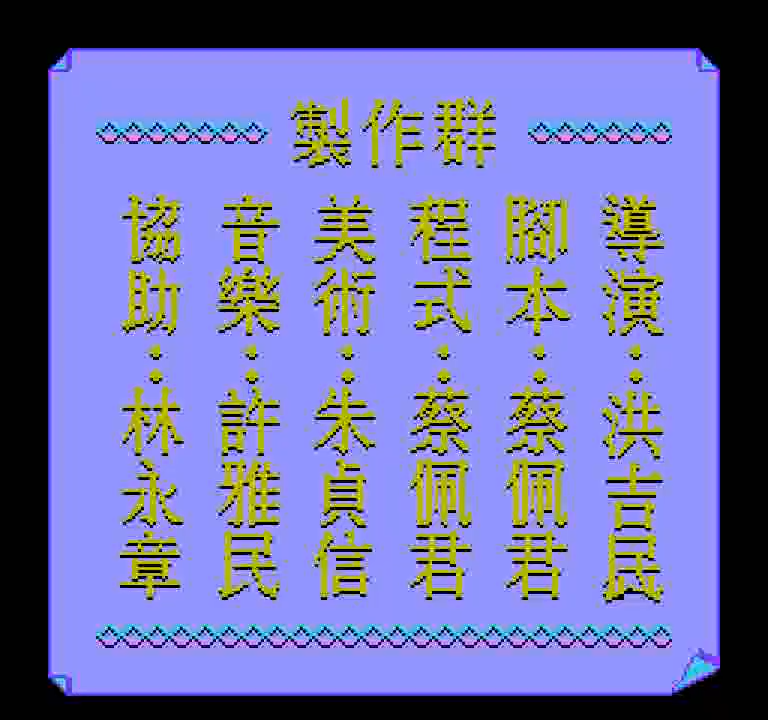 製作群
導演：洪吉民
腳本：蔡佩君
程式：蔡佩君
美術：朱貞信
音樂：許雅民
協助：林永章